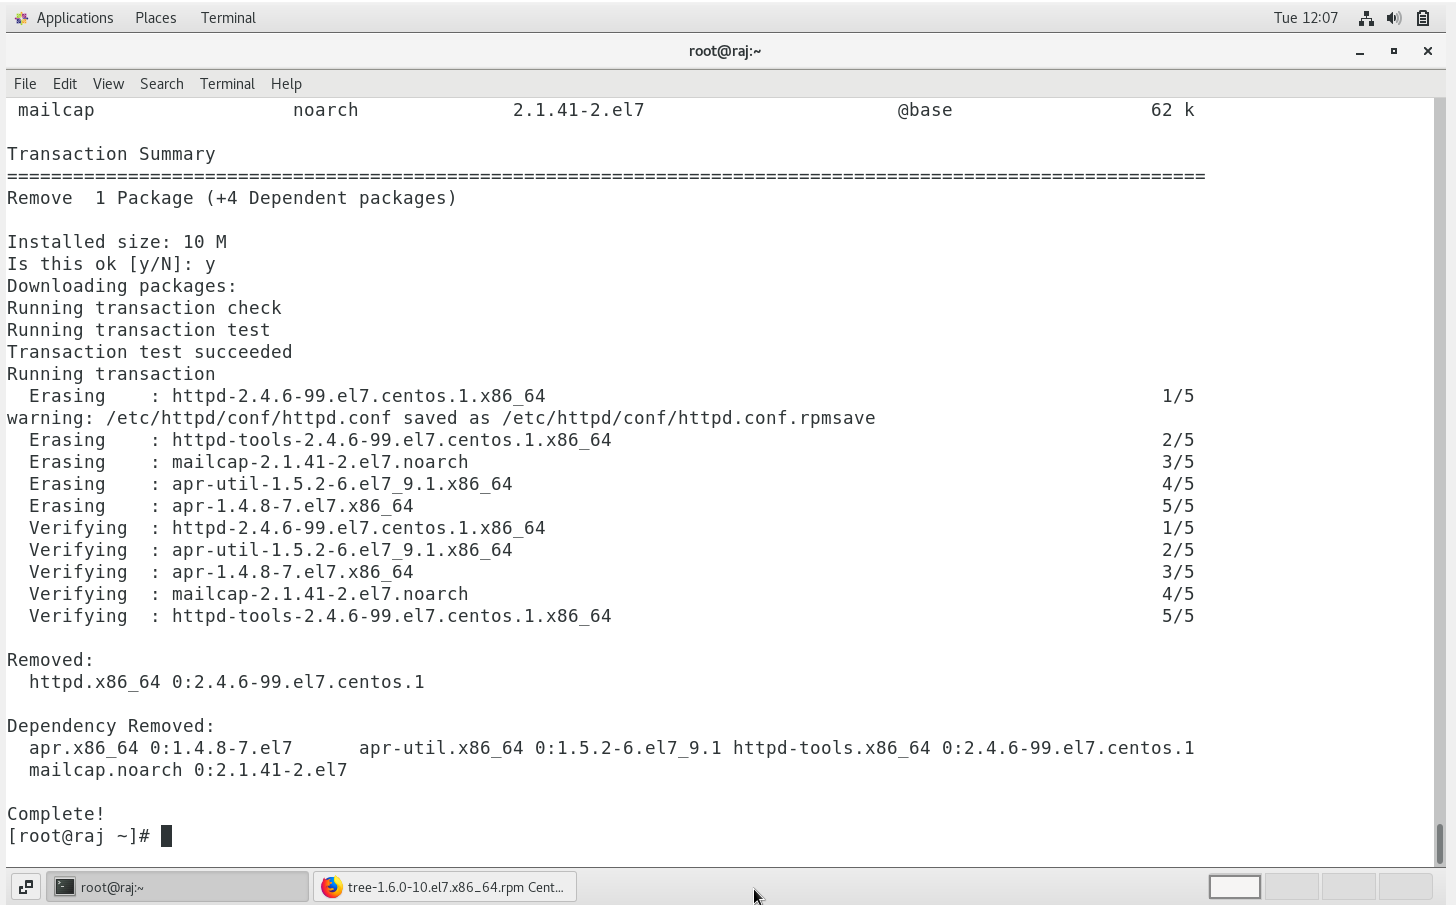 Applications Places Terminal Tue 12:07
root@raj:~
File Edit View Search Terminal Help
mailcap noarch 2.1.41-2.el7 @base 62 k
Transaction Summary
=============================================================================================================
Remove  1 Package (+4 Dependent packages)
Installed size: 10 M
Is this ok [y/N]: y
Downloading packages:
Running transaction check
Running transaction test
Transaction test succeeded
Running transaction
  Erasing    : httpd-2.4.6-99.el7.centos.1.x86_64 1/5
warning: /etc/httpd/conf/httpd.conf saved as /etc/httpd/conf/httpd.conf.rpmsave
  Erasing    : httpd-tools-2.4.6-99.el7.centos.1.x86_64 2/5
  Erasing    : mailcap-2.1.41-2.el7.noarch 3/5
  Erasing    : apr-util-1.5.2-6.el7_9.1.x86_64 4/5
  Erasing    : apr-1.4.8-7.el7.x86_64 5/5
  Verifying  : httpd-2.4.6-99.el7.centos.1.x86_64 1/5
  Verifying  : apr-util-1.5.2-6.el7_9.1.x86_64 2/5
  Verifying  : apr-1.4.8-7.el7.x86_64 3/5
  Verifying  : mailcap-2.1.41-2.el7.noarch 4/5
  Verifying  : httpd-tools-2.4.6-99.el7.centos.1.x86_64 5/5
Removed:
  httpd.x86_64 0:2.4.6-99.el7.centos.1
Dependency Removed:
  apr.x86_64 0:1.4.8-7.el7      apr-util.x86_64 0:1.5.2-6.el7_9.1 httpd-tools.x86_64 0:2.4.6-99.el7.centos.1
  mailcap.noarch 0:2.1.41-2.el7
Complete!
[root@raj ~]#
root@raj:~ tree-1.6.0-10.el7.x86_64.rpm Cent...